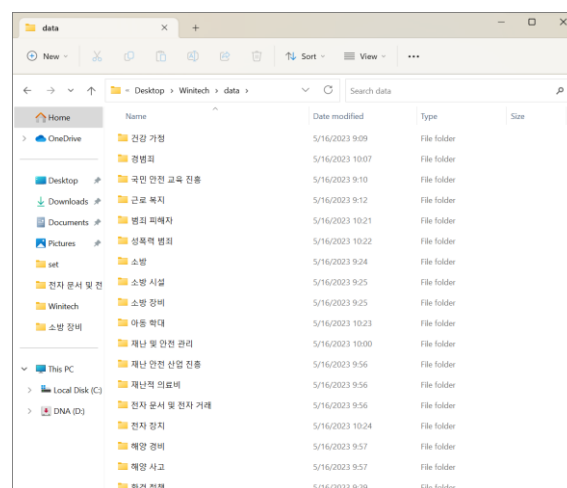 data
New
Sort
View
Desktop > Winitech > data >
Search data
Home
OneDrive
Desktop
Downloads
Documents
Pictures
set
전자 문서 및 전
Winitech
소방 장비
This PC
Local Disk (C:)
DNA (D:)
Name Date modified Type Size
건강 가정 5/16/2023 9:09 File folder
경범죄 5/16/2023 10:07 File folder
국민 안전 교육 진흥 5/16/2023 9:10 File folder
근로 복지 5/16/2023 9:12 File folder
범죄 피해자 5/16/2023 10:21 File folder
성폭력 범죄 5/16/2023 10:22 File folder
소방 5/16/2023 9:24 File folder
소방 시설 5/16/2023 9:25 File folder
소방 장비 5/16/2023 9:25 File folder
아동 학대 5/16/2023 10:23 File folder
재난 및 안전 관리 5/16/2023 10:00 File folder
재난 안전 산업 진흥 5/16/2023 9:56 File folder
재난적 의료비 5/16/2023 9:56 File folder
전자 문서 및 전자 거래 5/16/2023 9:56 File folder
전자 장치 5/16/2023 10:24 File folder
해양 경비 5/16/2023 9:57 File folder
해양 사고 5/16/2023 9:57 File folder
환경 정책 5/16/2023 9:29 File folder